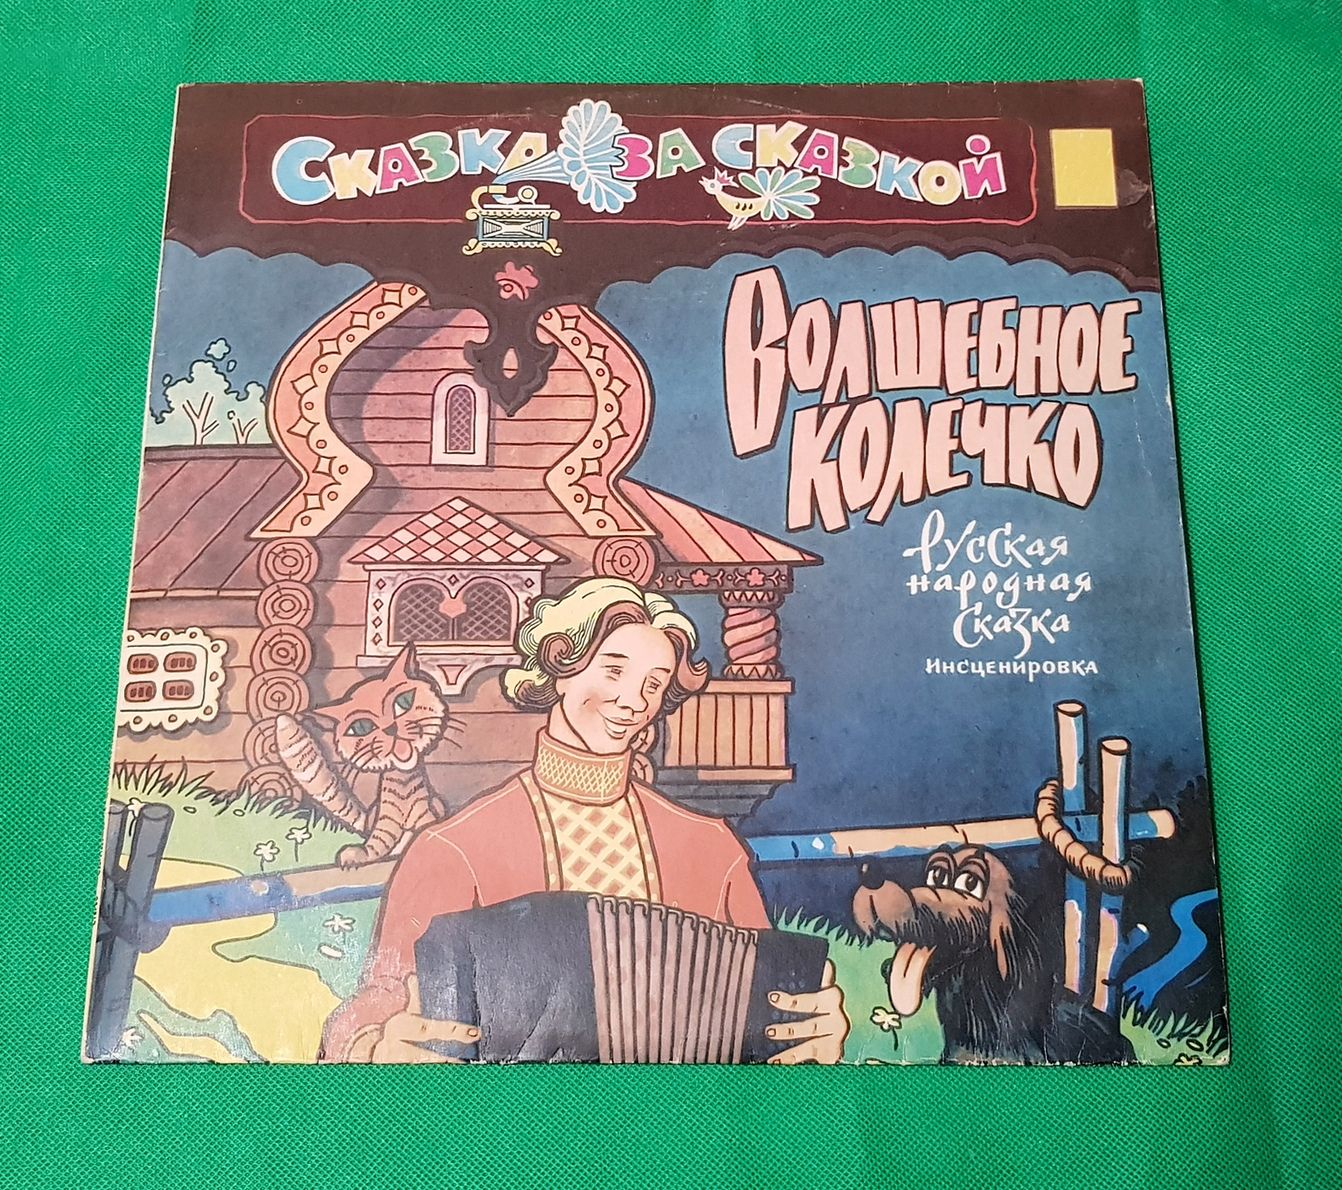 Сказка за сказкой
Волшебное
колечко
Русская
народная
сказка
Инсценировка